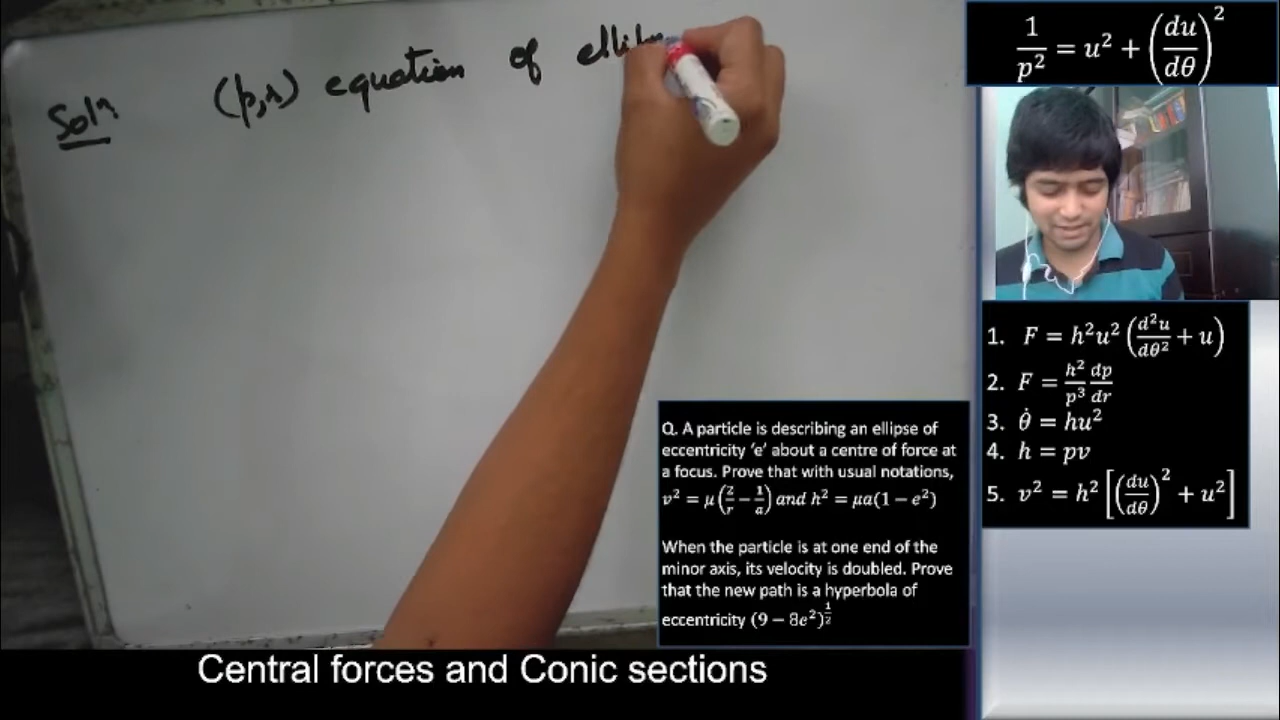 Solⁿ (p,r) equation of
1/p² = u² + (du/dθ)²
1. F = h²u² (d²u/dθ² + u)
2. F = h²/p³ dp/dr
3. θ̇ = hu²
4. h = pv
5. v² = h² [(du/dθ)² + u²]
Q. A particle is describing an ellipse of
eccentricity ‘e’ about a centre of force at
a focus. Prove that with usual notations,
v² = μ(2/r − 1/a) and h² = μa(1 − e²)
When the particle is at one end of the
minor axis, its velocity is doubled. Prove
that the new path is a hyperbola of
eccentricity (9 − 8e²)^½
Central forces and Conic sections